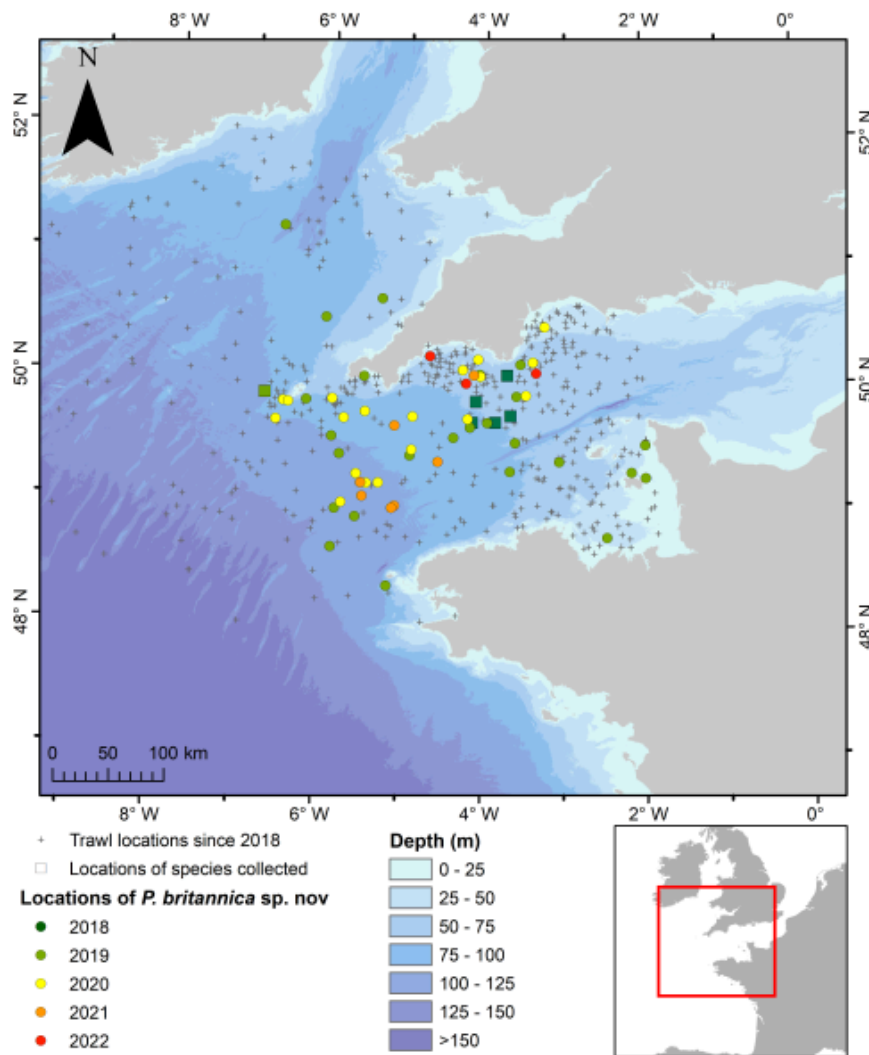 8° W 6° W 4° W 2° W 0°
N
52° N
52° N
50° N
50° N
48° N
48° N
0 50 100 km
8° W 6° W 4° W 2° W 0°
Trawl locations since 2018
Locations of species collected
Locations of P. britannica sp. nov
2018
2019
2020
2021
2022
Depth (m)
0 - 25
25 - 50
50 - 75
75 - 100
100 - 125
125 - 150
>150